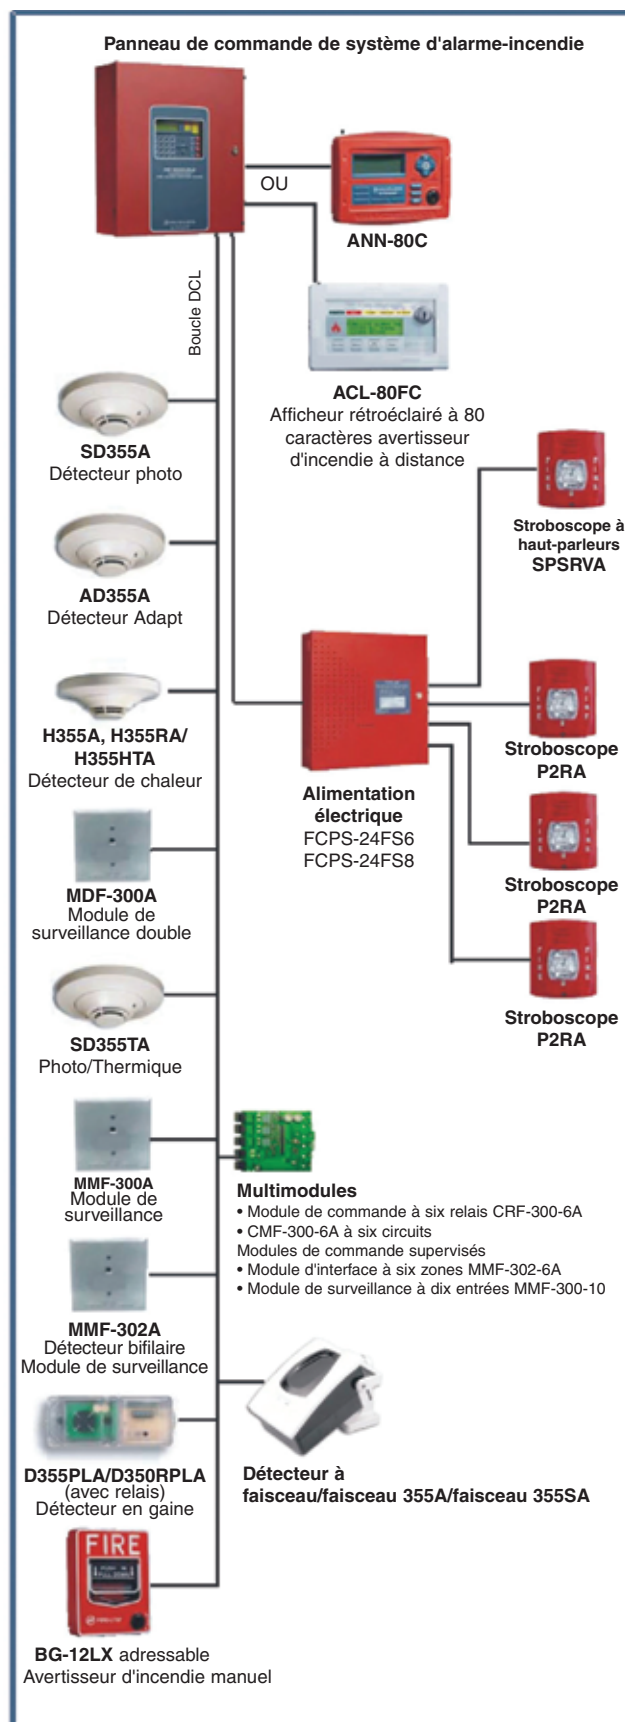 Panneau de commande de système d'alarme-incendie
OU
ANN-80C
Boucle DCL
ACL-80FC
Afficheur rétroéclairé à 80
caractères avertisseur
d'incendie à distance
SD355A
Détecteur photo
Stroboscope à
haut-parleurs
SPSRVA
AD355A
Détecteur Adapt
H355A, H355RA/
H355HTA
Détecteur de chaleur
Stroboscope
P2RA
Alimentation
électrique
FCPS-24FS6
FCPS-24FS8
MDF-300A
Module de
surveillance double
Stroboscope
P2RA
SD355TA
Photo/Thermique
Stroboscope
P2RA
MMF-300A
Module de
surveillance
Multimodules
• Module de commande à six relais CRF-300-6A
• CMF-300-6A à six circuits
Modules de commande supervisés
• Module d'interface à six zones MMF-302-6A
• Module de surveillance à dix entrées MMF-300-10
MMF-302A
Détecteur bifilaire
Module de surveillance
D355PLA/D350RPLA
(avec relais)
Détecteur en gaine
Détecteur à
faisceau/faisceau 355A/faisceau 355SA
FIRE
BG-12LX adressable
Avertisseur d'incendie manuel